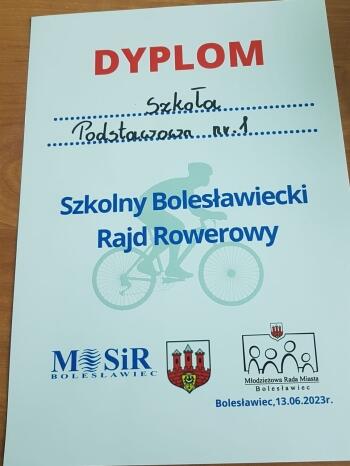 DYPLOM
Szkoła
Podstawowa nr.1
Szkolny Bolesławiecki
Rajd Rowerowy
MOSiR
BOLESŁAWIEC
Młodzieżowa Rada Miasta
Bolesławiec
Bolesławiec,13.06.2023r.